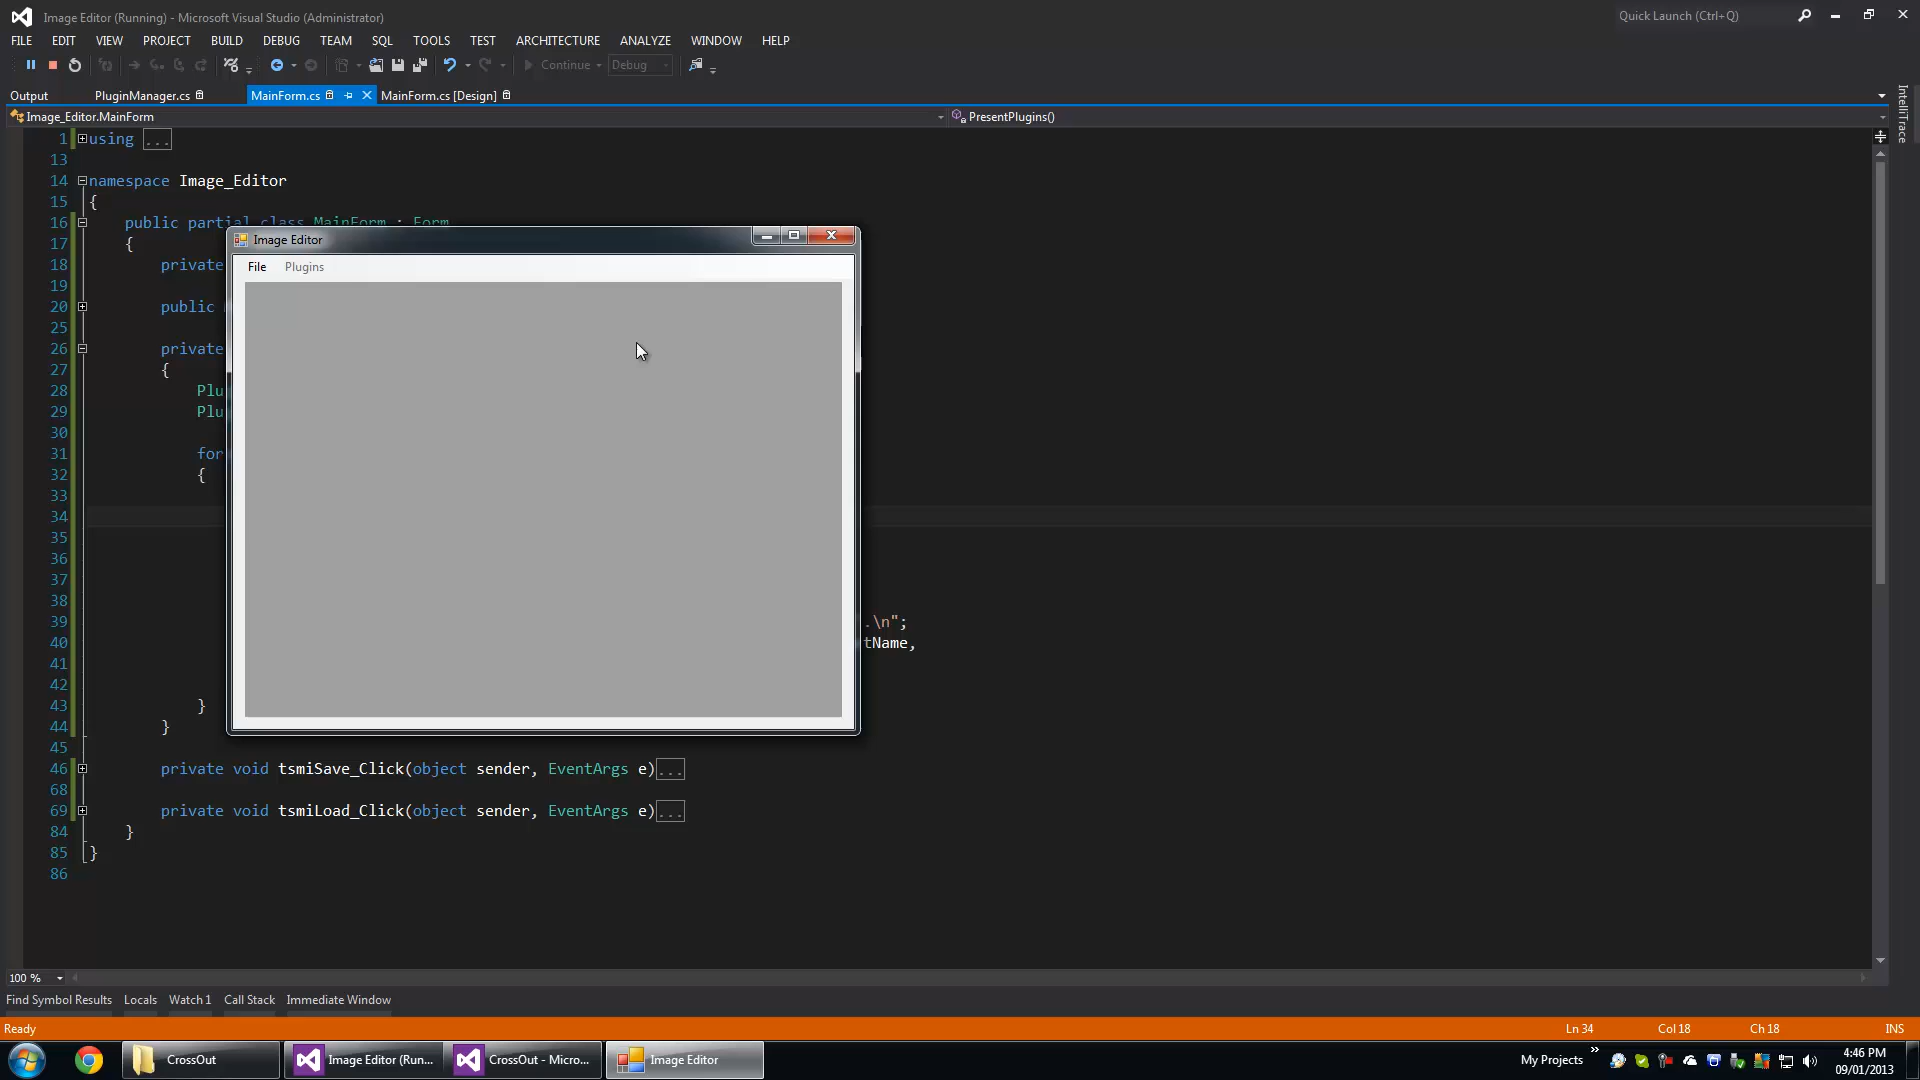 Image Editor (Running) - Microsoft Visual Studio (Administrator)
Quick Launch (Ctrl+Q)
FILE EDIT VIEW PROJECT BUILD DEBUG TEAM SQL TOOLS TEST ARCHITECTURE ANALYZE WINDOW HELP
Continue Debug
Output PluginManager.cs MainForm.cs MainForm.cs [Design]
IntelliTrace
Image_Editor.MainForm PresentPlugins()
1 using ...
13
14 namespace Image_Editor
15 {
16 public partial class MainForm : Form
17 {
Image Editor
18 private
File Plugins
19
20 public
25
26 private
27 {
28 Plu
29 Plu
30
31 for
32 {
33
34
35
36
37
38
39 .\n";
40 tName,
41
42
43 }
44 }
45
46 private void tsmiSave_Click(object sender, EventArgs e)...
68
69 private void tsmiLoad_Click(object sender, EventArgs e)...
84 }
85 }
86
100 %
Find Symbol Results Locals Watch 1 Call Stack Immediate Window
Ready Ln 34 Col 18 Ch 18 INS
CrossOut Image Editor (Run... CrossOut - Micro... Image Editor My Projects
4:46 PM
09/01/2013